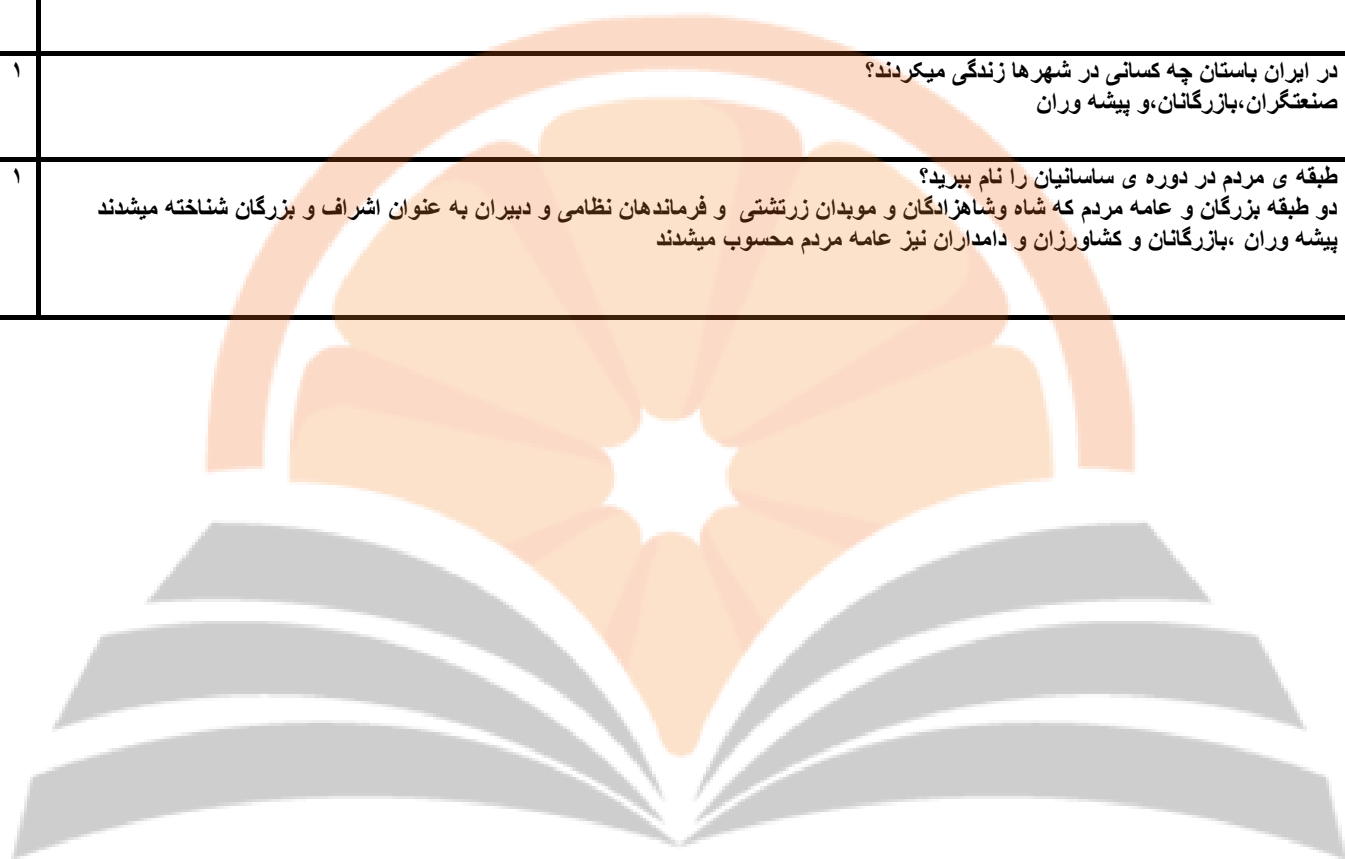 در ایران باستان چه کسانی در شهرها زندگی میکردند؟
صنعتگران،بازرگانان،و پیشه وران
۱
طبقه ی مردم در دوره ی ساسانیان را نام ببرید؟
دو طبقه بزرگان و عامه مردم که شاه وشاهزادگان و موبدان زرتشتی و فرماندهان نظامی و دبیران به عنوان اشراف و بزرگان شناخته میشدند
پیشه وران ،بازرگانان و کشاورزان و دامداران نیز عامه مردم محسوب میشدند
۱